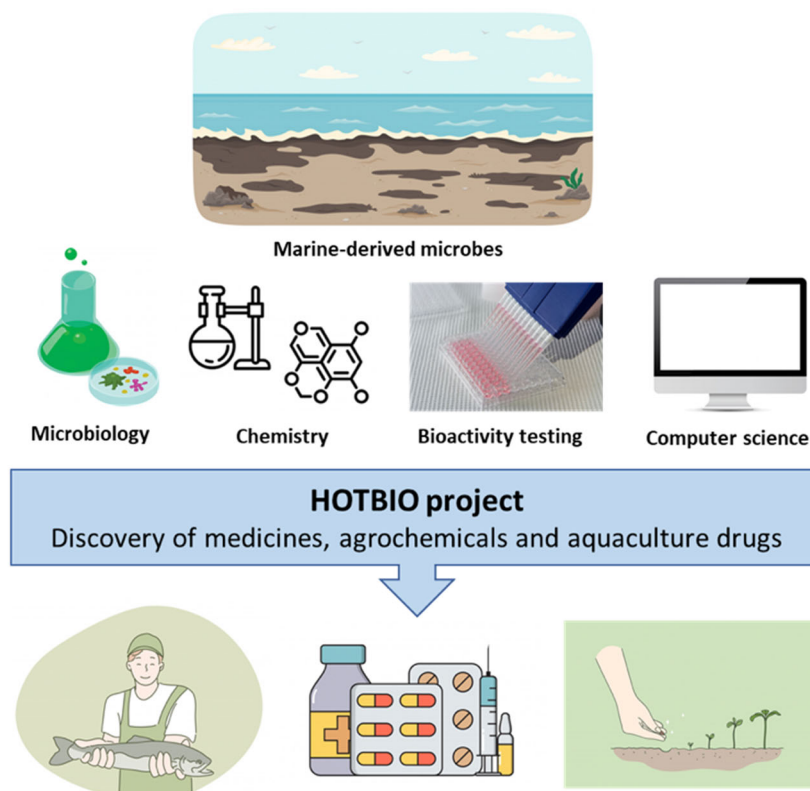 Marine-derived microbes
Microbiology
Chemistry
Bioactivity testing
Computer science
HOTBIO project
Discovery of medicines, agrochemicals and aquaculture drugs